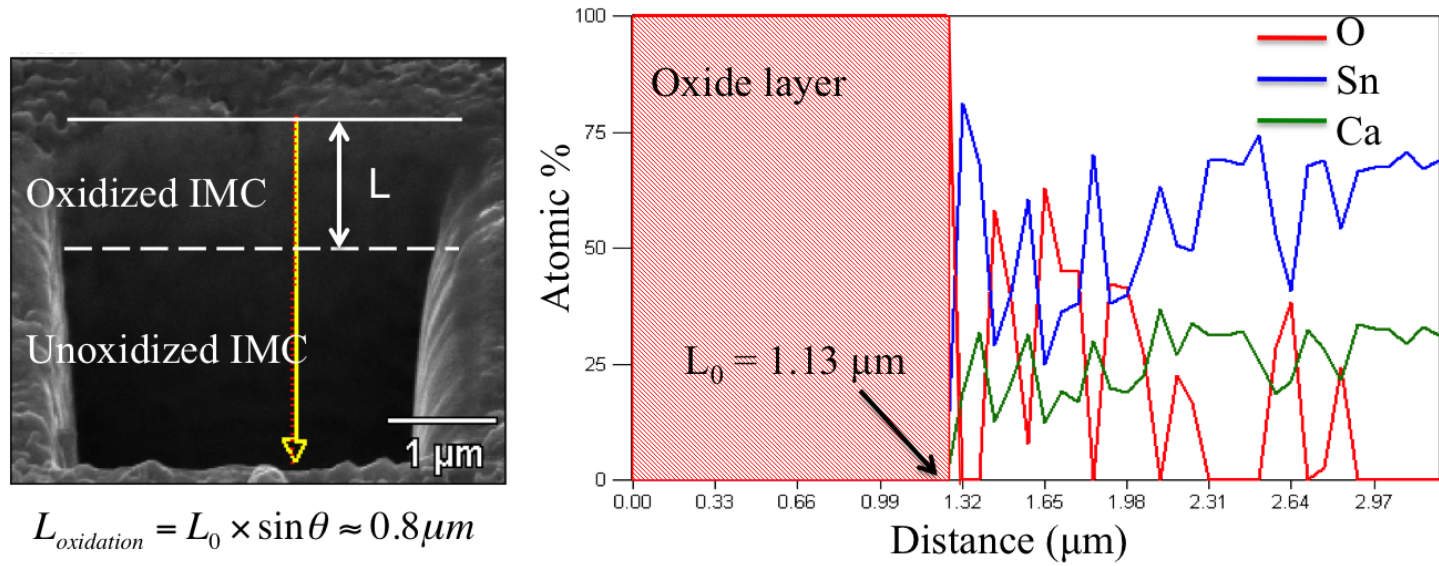 Oxidized IMC
L
Unoxidized IMC
1 μm
L_oxidation = L_0 × sin θ ≈ 0.8μm
100
75
50
25
0
Atomic %
Oxide layer
O
Sn
Ca
L_0 = 1.13 μm
0.00 0.33 0.66 0.99 1.32 1.65 1.98 2.31 2.64 2.97
Distance (μm)